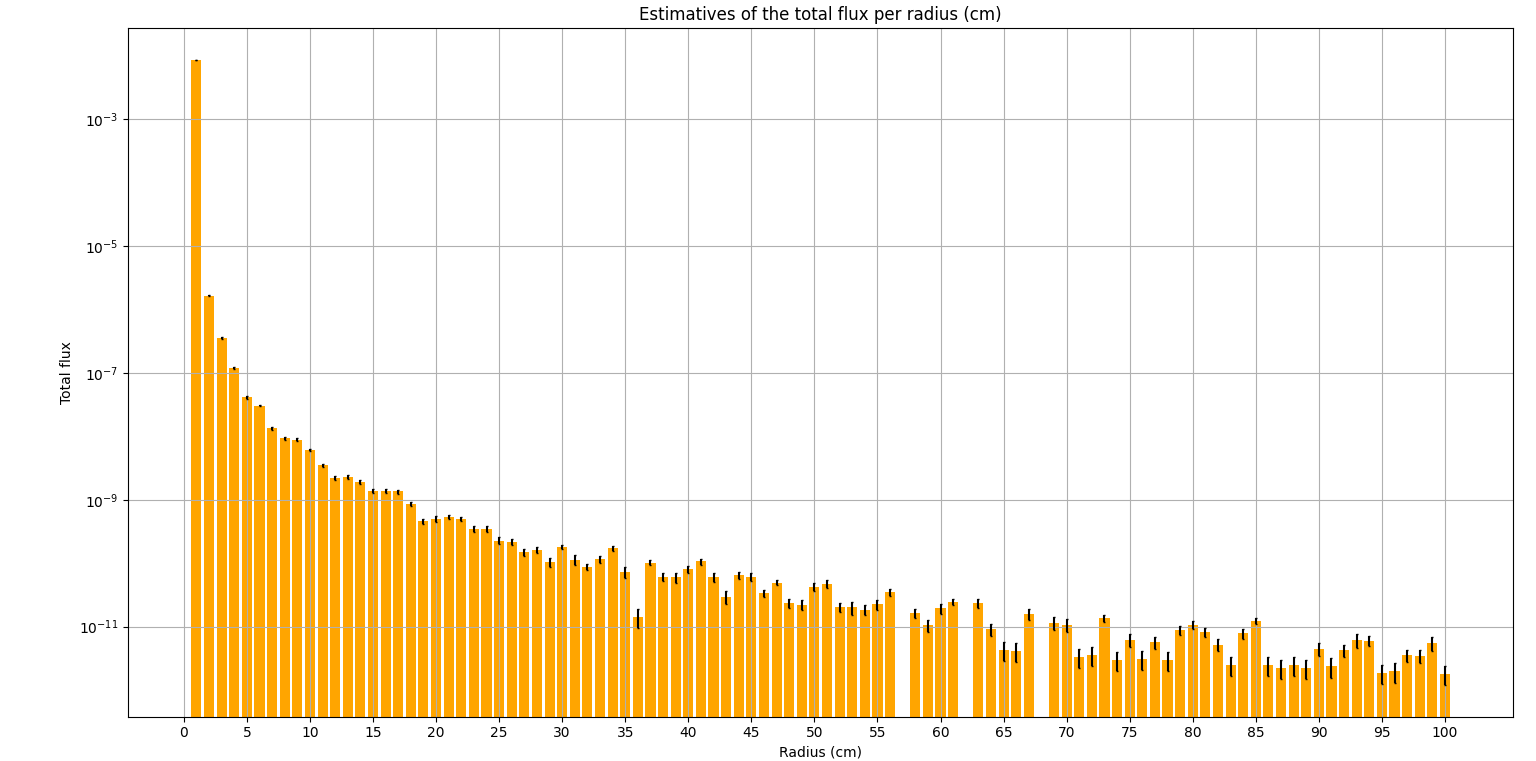 Estimatives of the total flux per radius (cm)
10⁻³
10⁻⁵
10⁻⁷
10⁻⁹
10⁻¹¹
Total flux
0 5 10 15 20 25 30 35 40 45 50 55 60 65 70 75 80 85 90 95 100
Radius (cm)